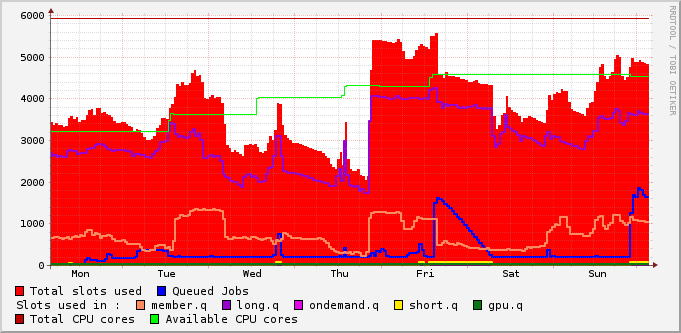 6000
5000
4000
3000
2000
1000
0
Mon Tue Wed Thu Fri Sat Sun
RRDTOOL / TOBI OETIKER
Total slots used Queued Jobs
Slots used in : member.q long.q ondemand.q short.q gpu.q
Total CPU cores Available CPU cores